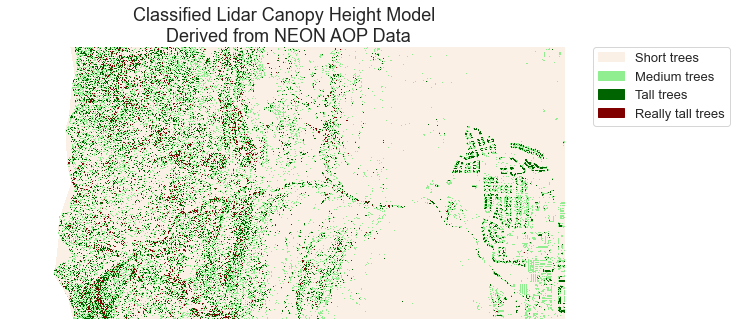 Classified Lidar Canopy Height Model
Derived from NEON AOP Data
Short trees
Medium trees
Tall trees
Really tall trees